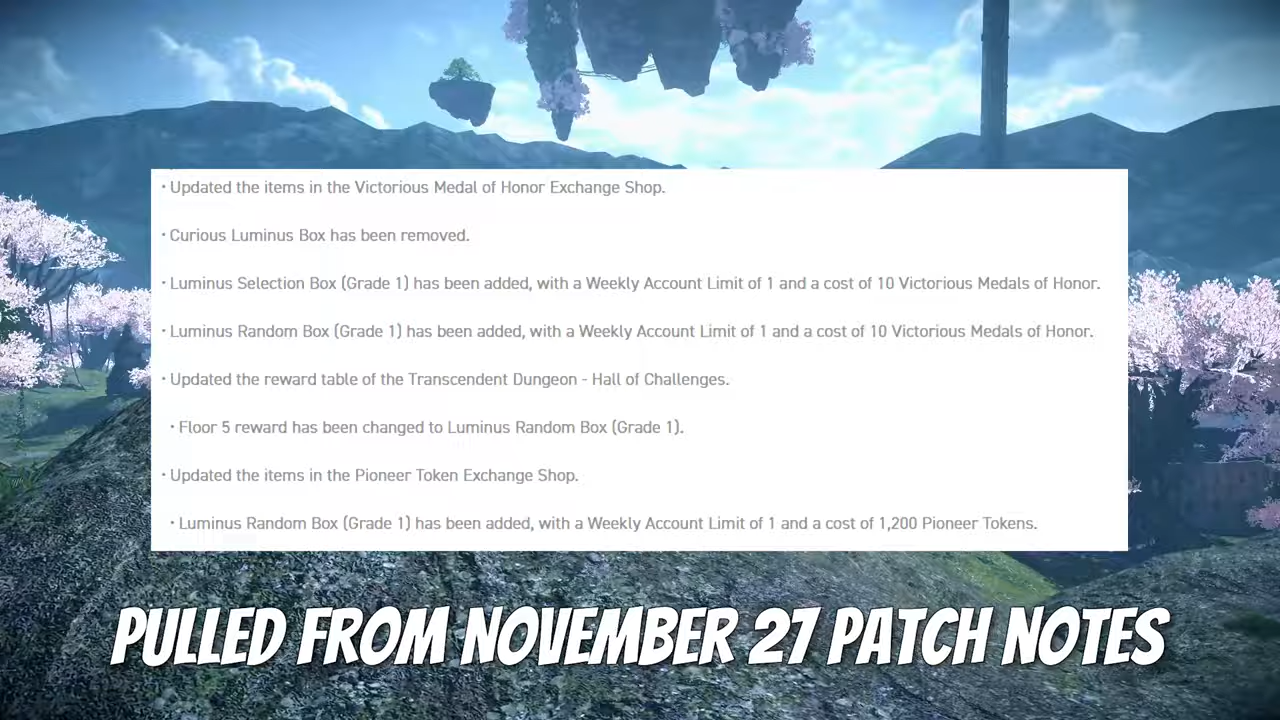 · Updated the items in the Victorious Medal of Honor Exchange Shop.
· Curious Luminus Box has been removed.
· Luminus Selection Box (Grade 1) has been added, with a Weekly Account Limit of 1 and a cost of 10 Victorious Medals of Honor.
· Luminus Random Box (Grade 1) has been added, with a Weekly Account Limit of 1 and a cost of 10 Victorious Medals of Honor.
· Updated the reward table of the Transcendent Dungeon - Hall of Challenges.
· Floor 5 reward has been changed to Luminus Random Box (Grade 1).
· Updated the items in the Pioneer Token Exchange Shop.
· Luminus Random Box (Grade 1) has been added, with a Weekly Account Limit of 1 and a cost of 1,200 Pioneer Tokens.
PULLED FROM NOVEMBER 27 PATCH NOTES